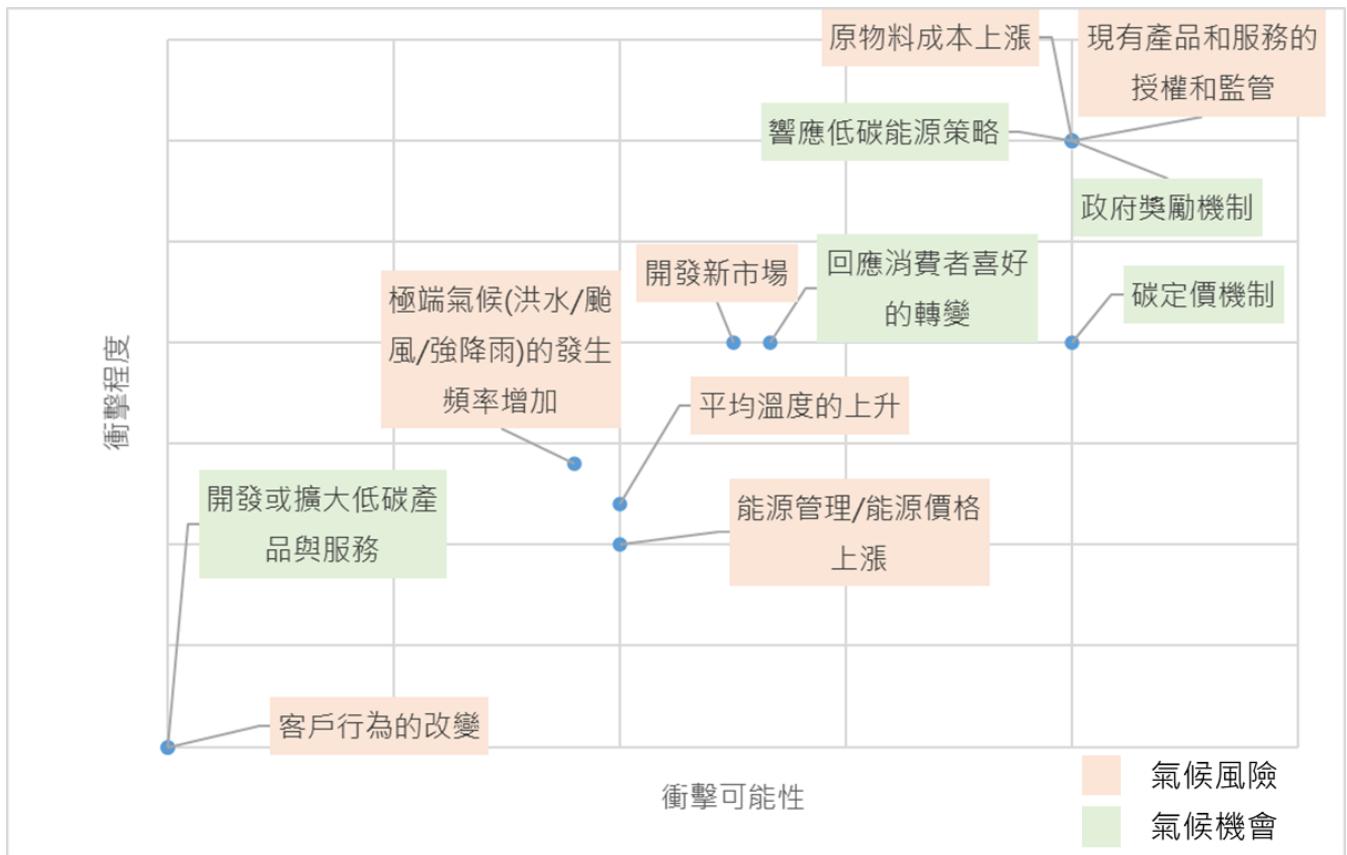 原物料成本上漲
現有產品和服務的
授權和監管
響應低碳能源策略
政府獎勵機制
開發新市場
回應消費者喜好
的轉變
碳定價機制
極端氣候(洪水/颱
風/強降雨)的發生
頻率增加
平均溫度的上升
衝擊程度
開發或擴大低碳產
品與服務
能源管理/能源價格
上漲
客戶行為的改變
衝擊可能性
氣候風險
氣候機會